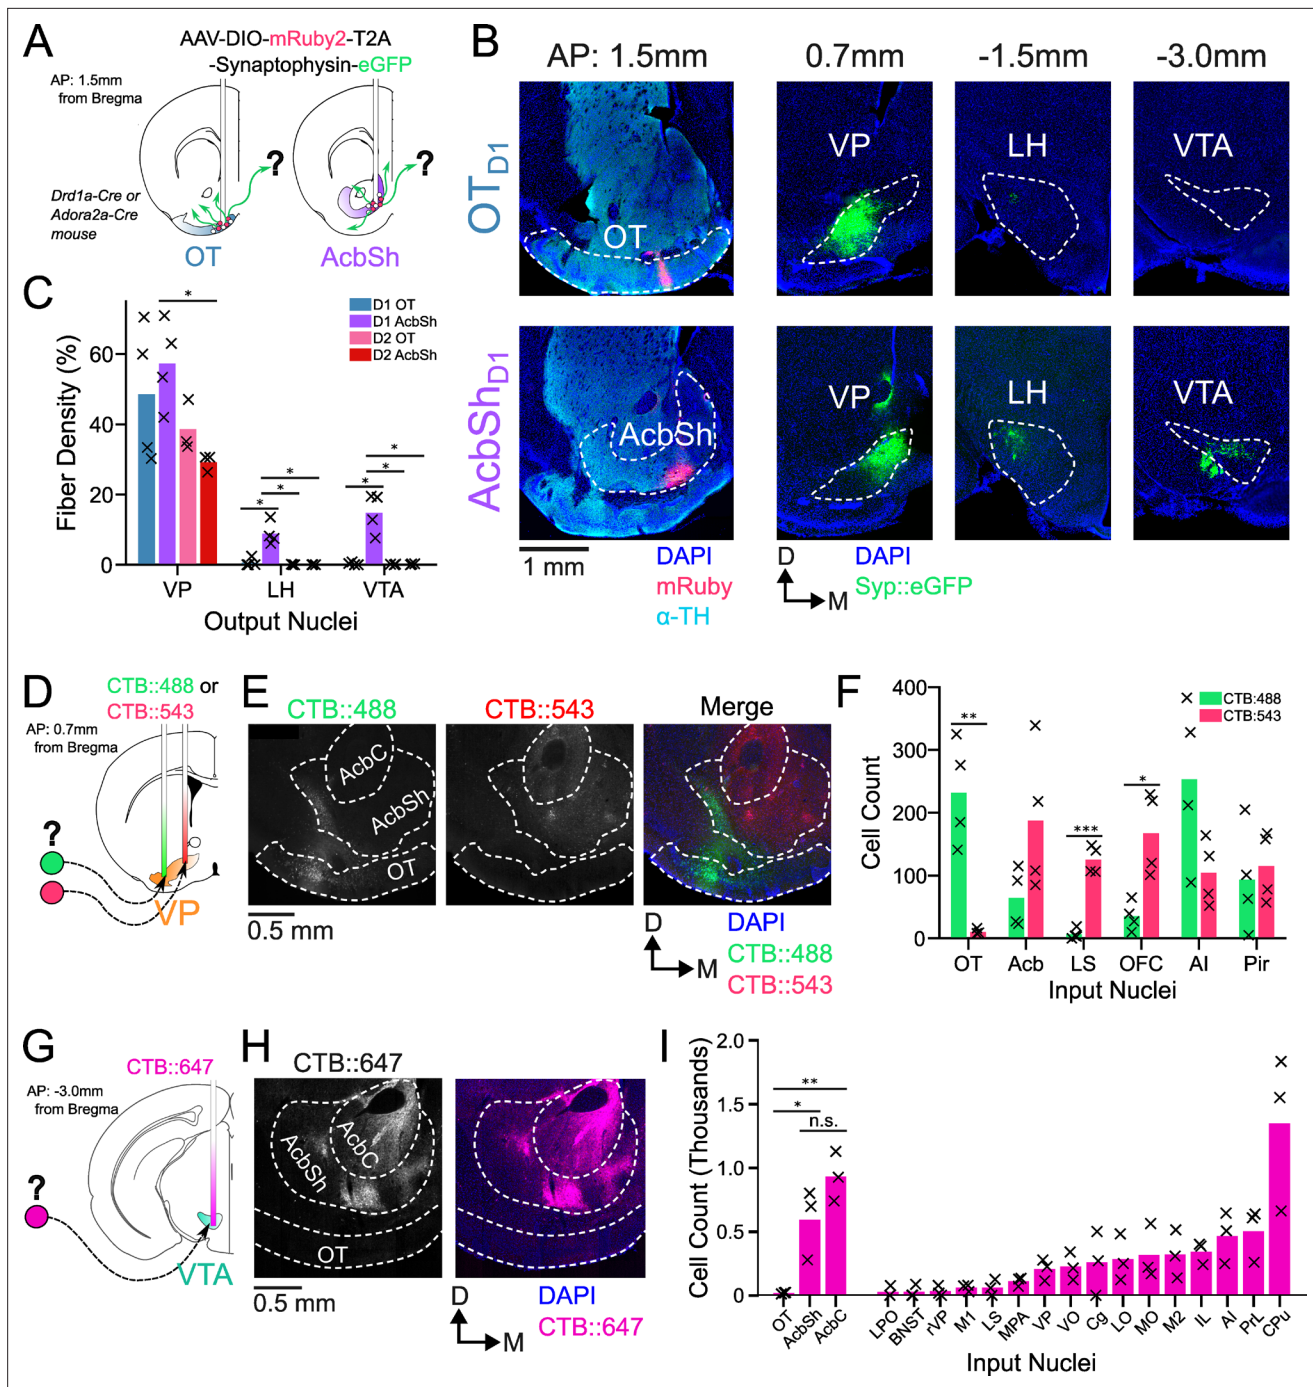 A
AAV-DIO-mRuby2-T2A
-Synaptophysin-eGFP
AP: 1.5mm
from Bregma
?
?
Drd1a-Cre or
Adora2a-Cre
mouse
OT
AcbSh
B
AP: 1.5mm
0.7mm
-1.5mm
-3.0mm
OTD1
OT
VP
LH
VTA
AcbShD1
AcbSh
VP
LH
VTA
1 mm
DAPI
mRuby
α-TH
D
M
DAPI
Syp::eGFP
C
Fiber Density (%)
60
40
20
0
*
*
*
*
*
*
*
D1 OT
D1 AcbSh
D2 OT
D2 AcbSh
VP
LH
VTA
Output Nuclei
D
CTB::488 or
CTB::543
AP: 0.7mm
from Bregma
?
VP
E
CTB::488
CTB::543
Merge
AcbC
AcbSh
OT
0.5 mm
D
M
DAPI
CTB::488
CTB::543
F
Cell Count
400
300
200
100
0
**
***
*
CTB:488
CTB:543
OT
Acb
LS
OFC
AI
Pir
Input Nuclei
G
CTB::647
AP: -3.0mm
from Bregma
?
VTA
H
CTB::647
AcbSh
AcbC
OT
0.5 mm
D
M
DAPI
CTB::647
I
Cell Count (Thousands)
2.0
1.5
1.0
0.5
0
**
*
n.s.
OT
AcbSh
AcbC
LPO
BNST
rVP
M1
LS
MPA
VP
VO
Cg
LO
MO
M2
IL
AI
PrL
CPu
Input Nuclei